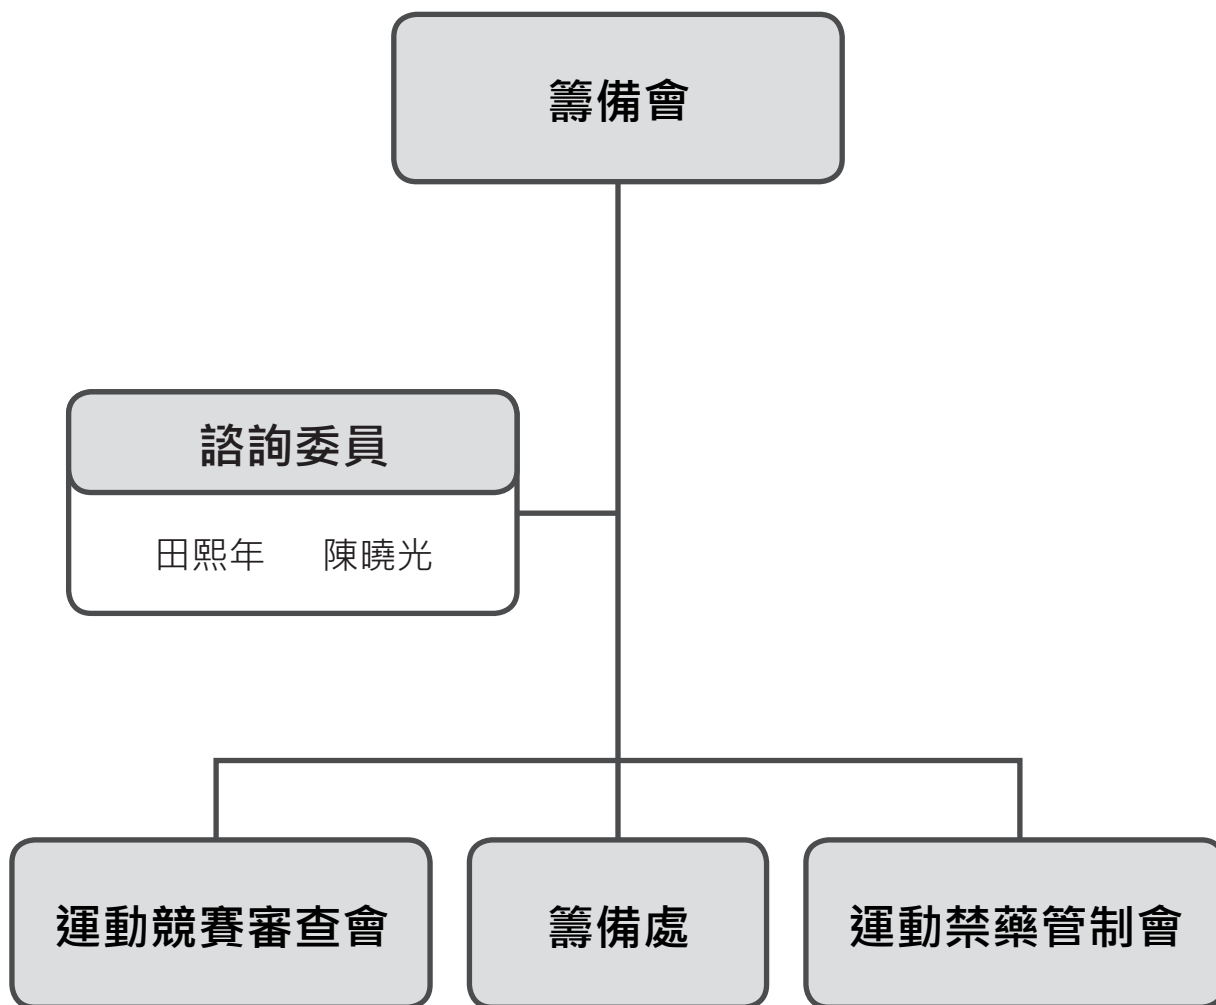 籌備會
諮詢委員
田熙年 陳曉光
運動競賽審查會
籌備處
運動禁藥管制會